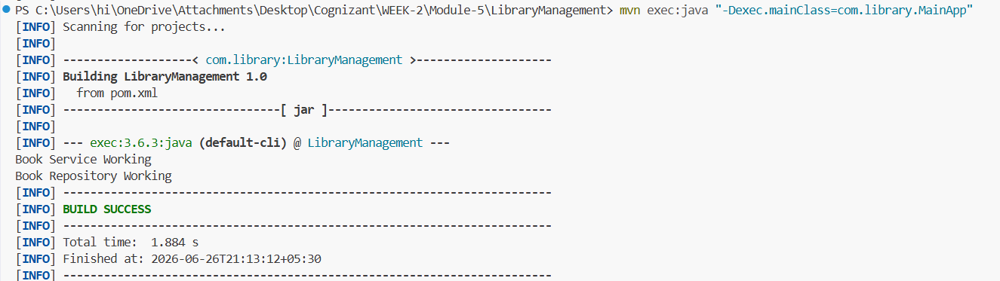 PS C:\Users\hi\OneDrive\Attachments\Desktop\Cognizant\WEEK-2\Module-5\LibraryManagement> mvn exec:java "-Dexec.mainClass=com.library.MainApp"
[INFO] Scanning for projects...
[INFO]
[INFO] -------------------< com.library:LibraryManagement >--------------------
[INFO] Building LibraryManagement 1.0
[INFO]   from pom.xml
[INFO] --------------------------------[ jar ]---------------------------------
[INFO]
[INFO] --- exec:3.6.3:java (default-cli) @ LibraryManagement ---
Book Service Working
Book Repository Working
[INFO] ------------------------------------------------------------------------
[INFO] BUILD SUCCESS
[INFO] ------------------------------------------------------------------------
[INFO] Total time:  1.884 s
[INFO] Finished at: 2026-06-26T21:13:12+05:30
[INFO] ------------------------------------------------------------------------